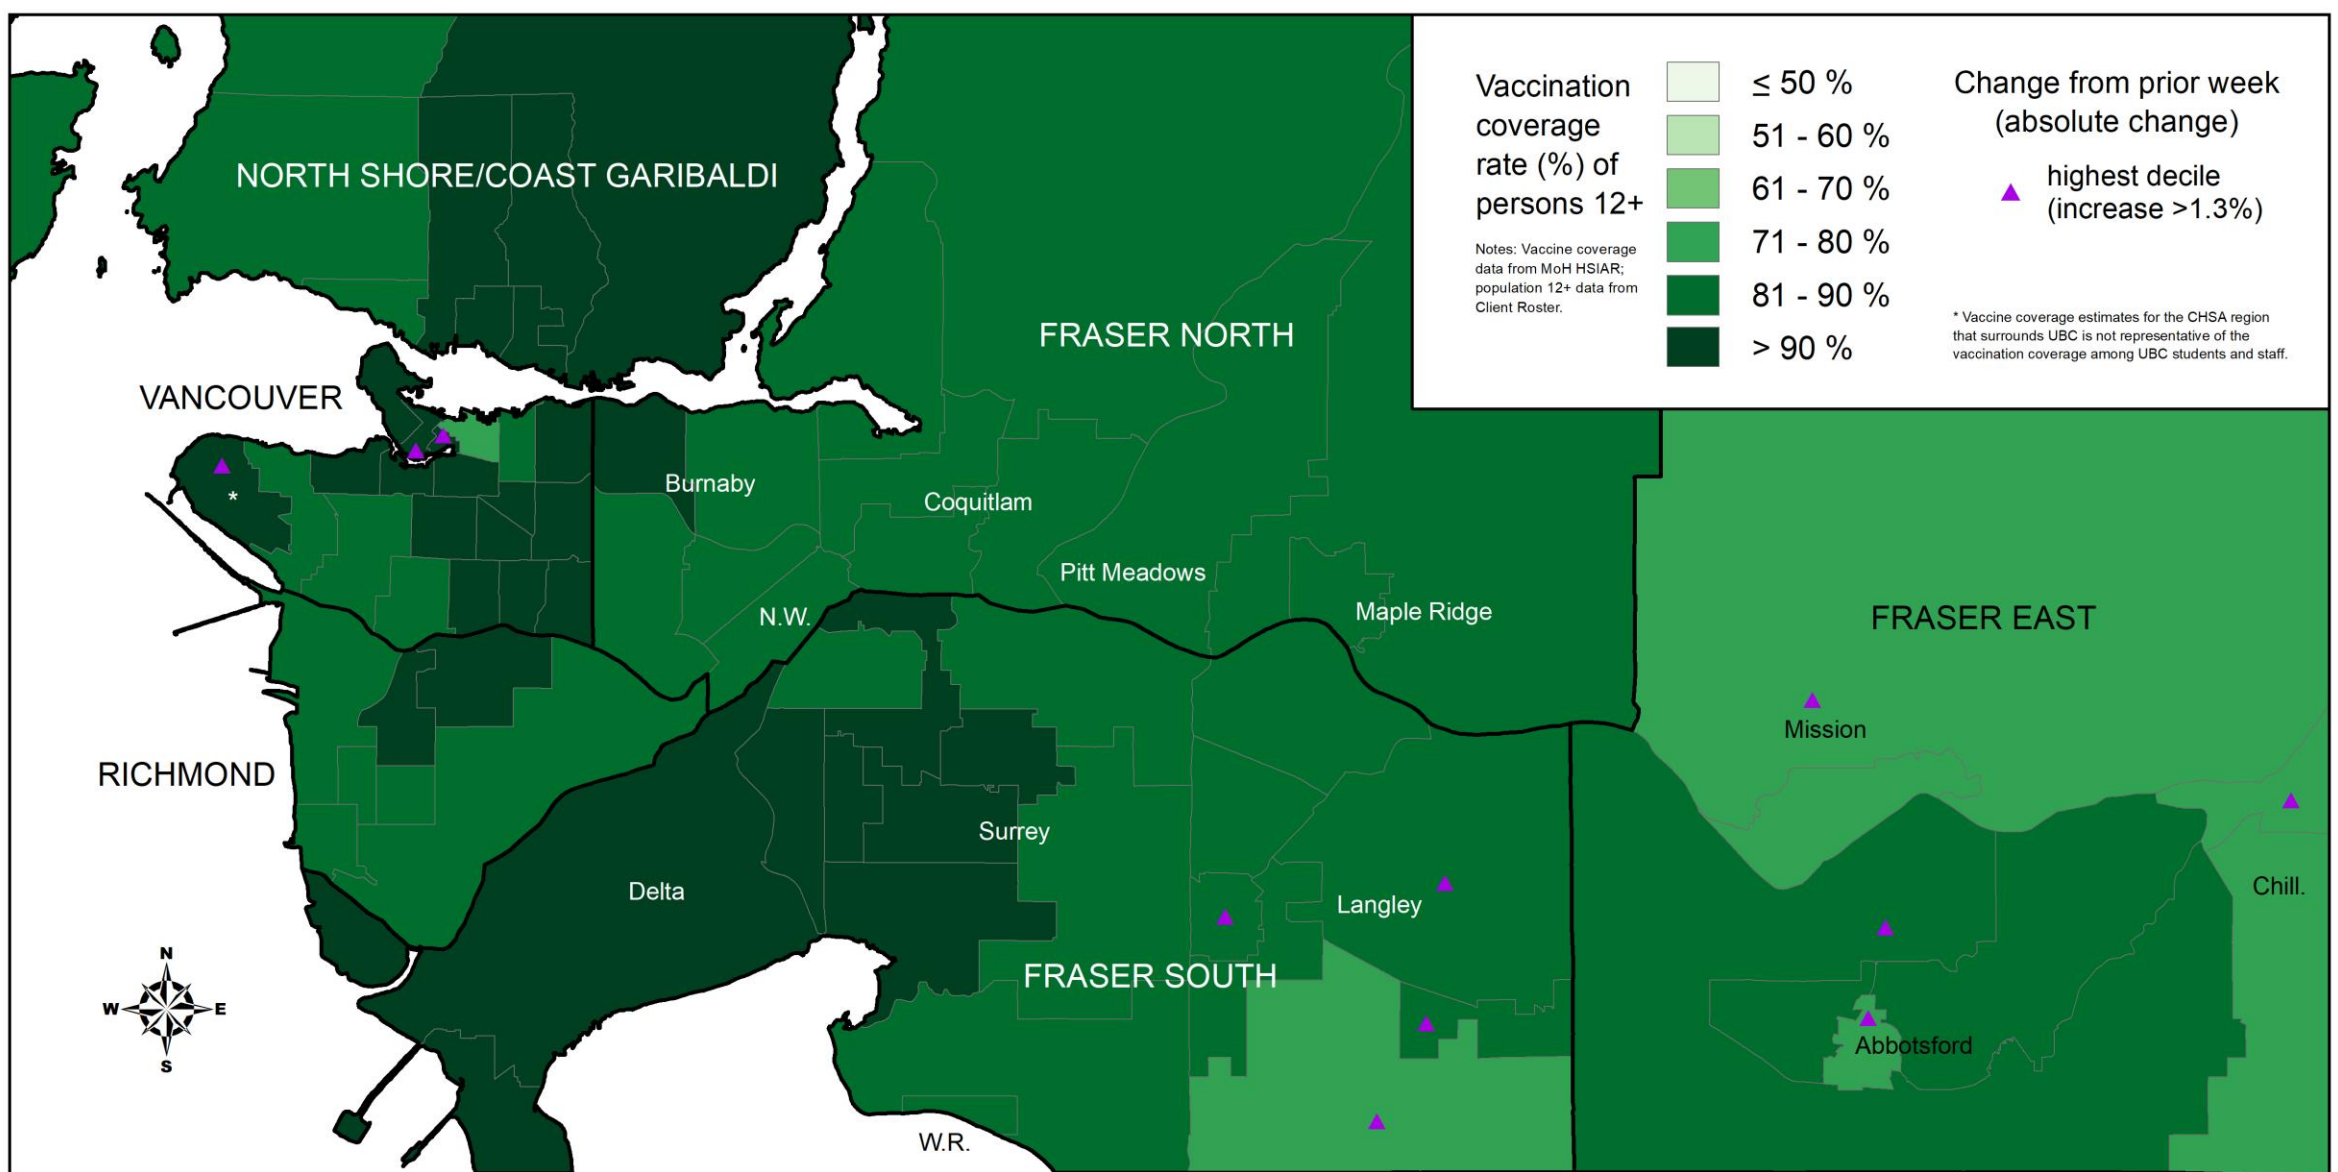 Vaccination
coverage
rate (%) of
persons 12+
Notes: Vaccine coverage
data from MoH HSIAR;
population 12+ data from
Client Roster.
≤ 50 %
51 - 60 %
61 - 70 %
71 - 80 %
81 - 90 %
> 90 %
Change from prior week
(absolute change)
highest decile
(increase >1.3%)
* Vaccine coverage estimates for the CHSA region
that surrounds UBC is not representative of the
vaccination coverage among UBC students and staff.
NORTH SHORE/COAST GARIBALDI
FRASER NORTH
VANCOUVER
*
Burnaby
Coquitlam
Pitt Meadows
N.W.
Maple Ridge
FRASER EAST
Mission
RICHMOND
Surrey
Delta
Langley
Chill.
FRASER SOUTH
Abbotsford
W.R.
N
W
E
S